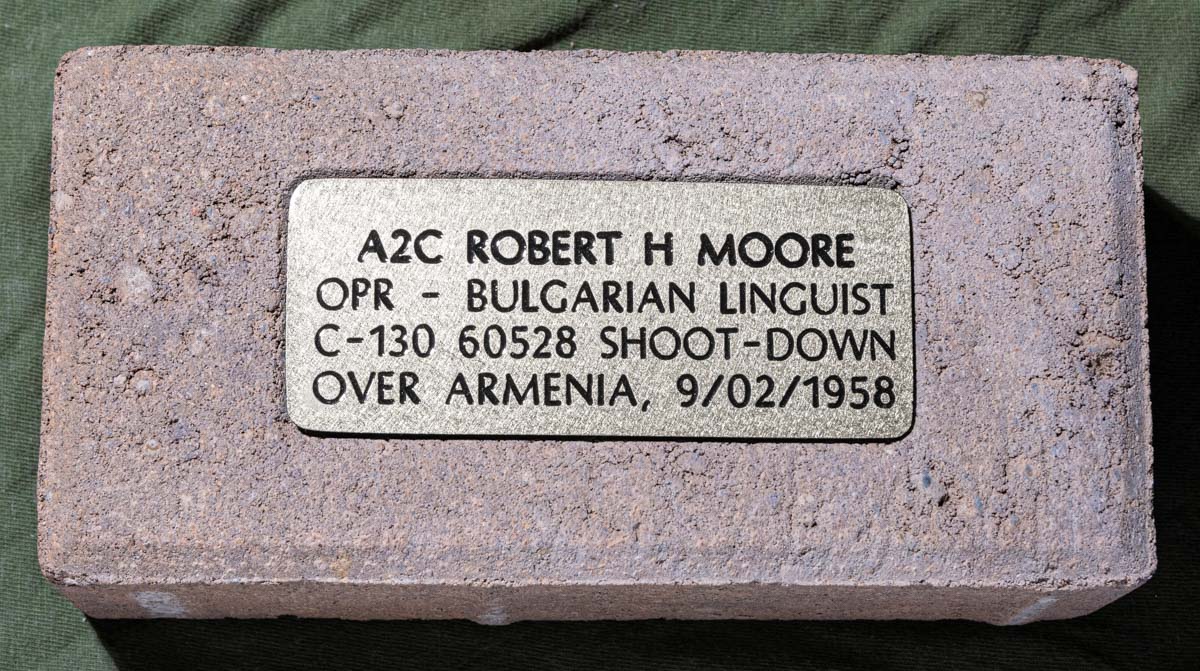 A2C ROBERT H MOORE
OPR - BULGARIAN LINGUIST
C-130 60528 SHOOT-DOWN
OVER ARMENIA, 9/02/1958